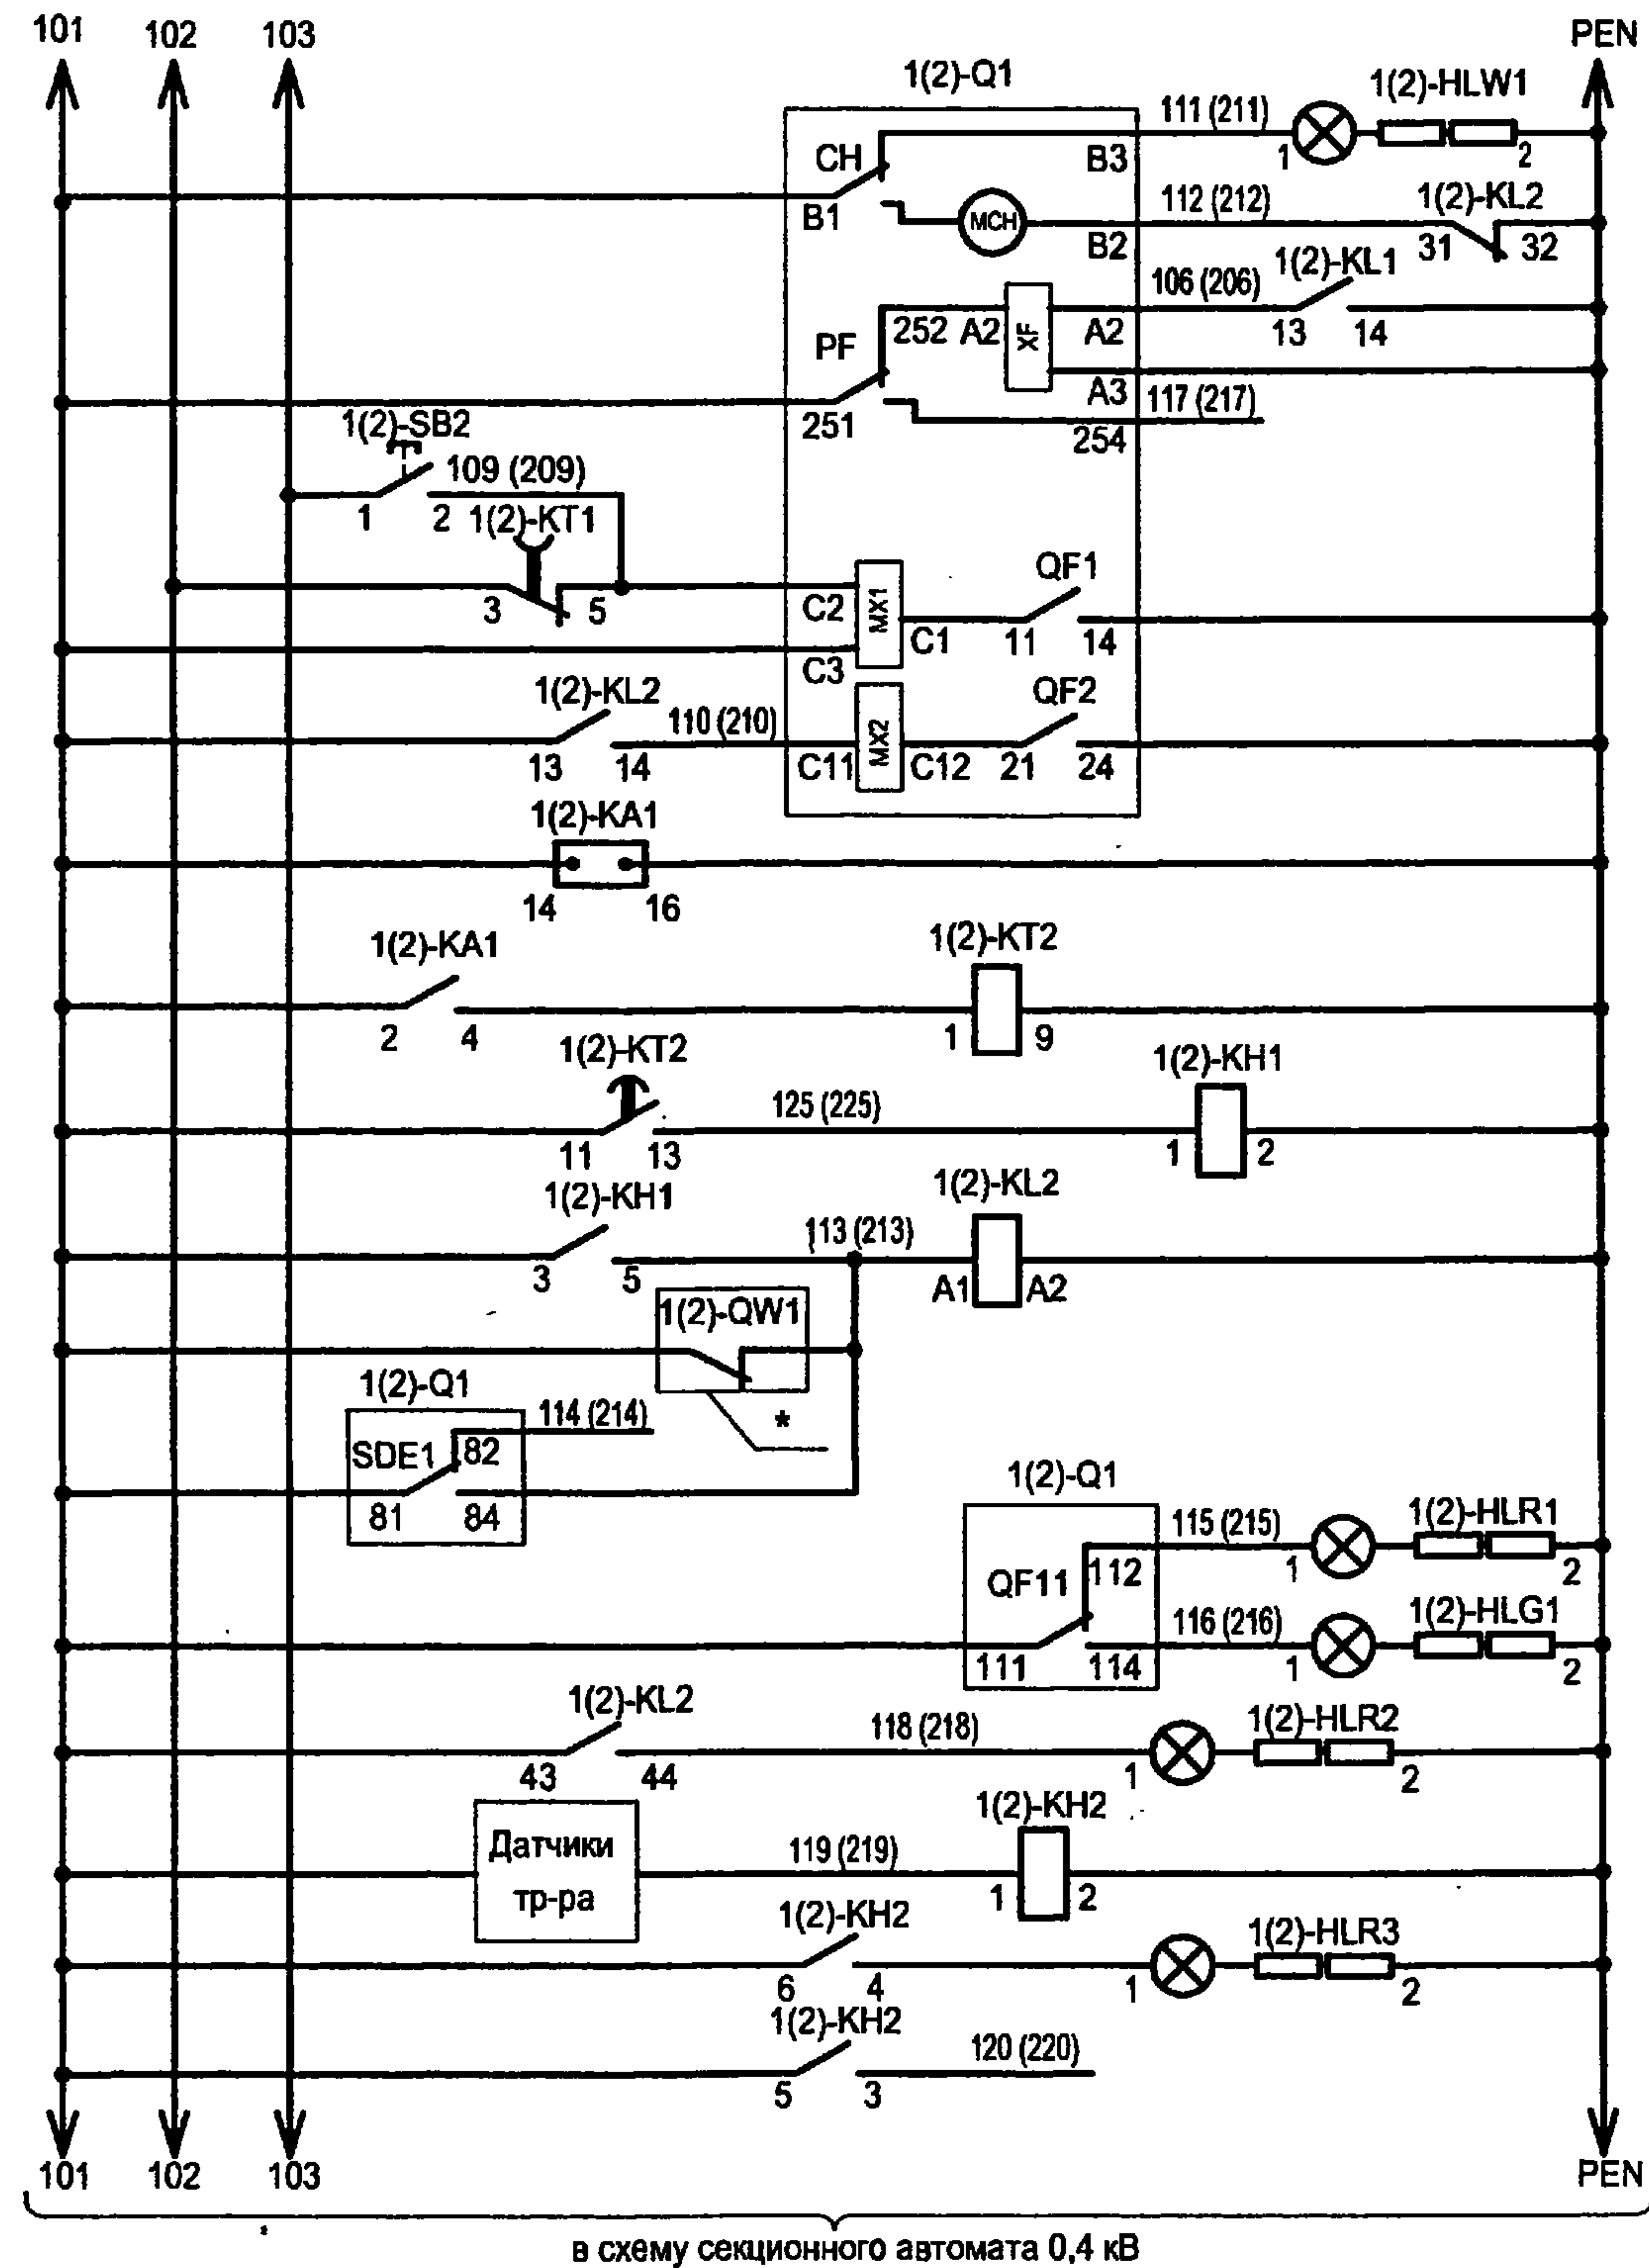 101 102 103 PEN
1(2)-Q1
111 (211) 1(2)-HLW1
CH B3 1 2
B1 MCH B2 112 (212) 1(2)-KL2
31 32
106 (206) 1(2)-KL1
252 A2 XF A2 13 14
PF
A3
251 254 117 (217)
1(2)-SB2
109 (209)
1 2 1(2)-KT1
3 5 C2 MX1 QF1
C1 11 14
C3
1(2)-KL2 QF2
110 (210) MX2
13 14 C11 C12 21 24
1(2)-KA1
14 16
1(2)-KA1 1(2)-KT2
2 4 1 9
1(2)-KT2 1(2)-KH1
125 (225)
11 13 1 2
1(2)-KH1 1(2)-KL2
113 (213)
3 5 A1 A2
1(2)-QW1
1(2)-Q1
114 (214) *
SDE1 82
81 84
1(2)-Q1
115 (215) 1(2)-HLR1
QF11 112 1 2
116 (216) 1(2)-HLG1
111 114 1 2
1(2)-KL2
118 (218) 1(2)-HLR2
43 44 1 2
1(2)-KH2
Датчики
119 (219)
тр-ра 1 2
1(2)-KH2 1(2)-HLR3
6 4 1 2
1(2)-KH2
120 (220)
5 3
101 102 103 PEN
в схему секционного автомата 0,4 кВ